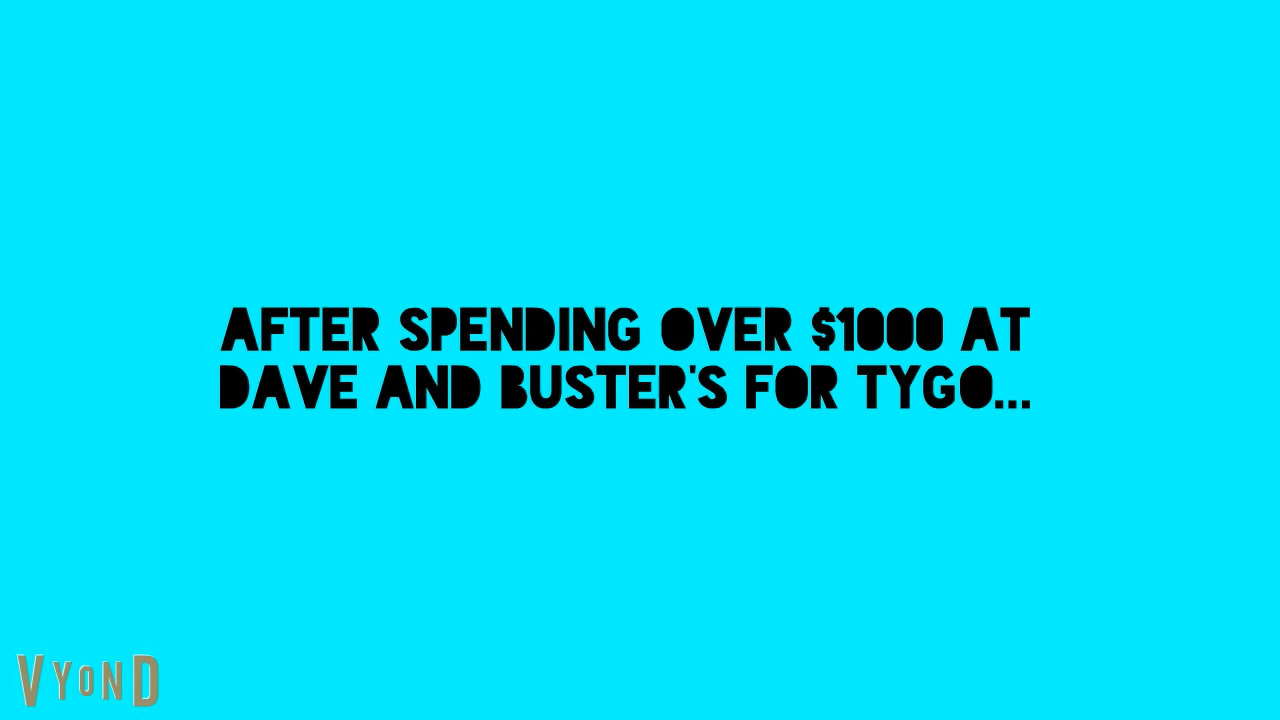 AFTER SPENDING OVER $1000 AT
DAVE AND BUSTER'S FOR TYGO...
VYOND